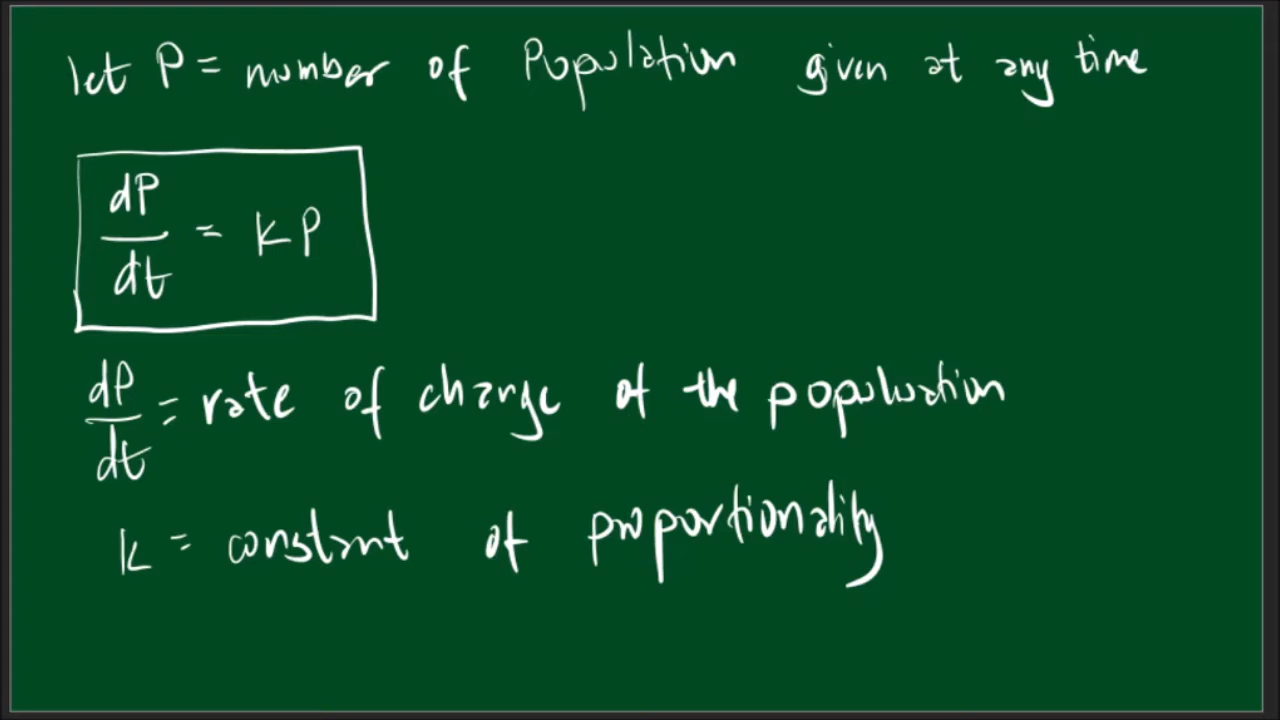 let P = number of Population given at any time
dP/dt = kP
dP/dt = rate of change of the population
k = constant of proportionality